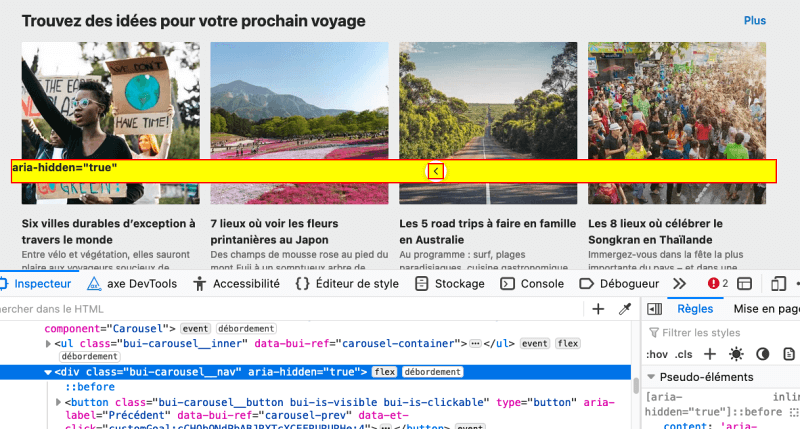 Trouvez des idées pour votre prochain voyage
Plus
WE DON'T
HAVE TIME!
THE EARTH
aria-hidden="true"
Six villes durables d'exception à travers le monde
Entre vélo et végétation, elles sauront
plaire aux voyageurs soucieux de
7 lieux où voir les fleurs printanières au Japon
Des champs de mousse rose au pied du
mont Fuji à un somptueux arbre de
Les 5 road trips à faire en famille en Australie
Au programme : surf, plages
paradisiaques, cuisine gastronomique
Les 8 lieux où célébrer le Songkran en Thaïlande
Immergez-vous dans la fête la plus
importante du pays – et dans une
Inspecteur
axe DevTools
Accessibilité
{} Éditeur de style
Stockage
Console
Débogueur
2
hercher dans le HTML
+
Règles
Mise en page
component="Carousel"> event débordement
<ul class="bui-carousel__inner" data-bui-ref="carousel-container"> ⋯ </ul> event flex
débordement
<div class="bui-carousel__nav" aria-hidden="true"> flex débordement
::before
<button class="bui-carousel__button bui-is-visible bui-is-clickable" type="button" aria-
label="Précédent" data-bui-ref="carousel-prev" data-et-
Filtrer les styles
:hov .cls +
Pseudo-éléments
[aria- inlin
hidden="true"]::before
content: 'aria-